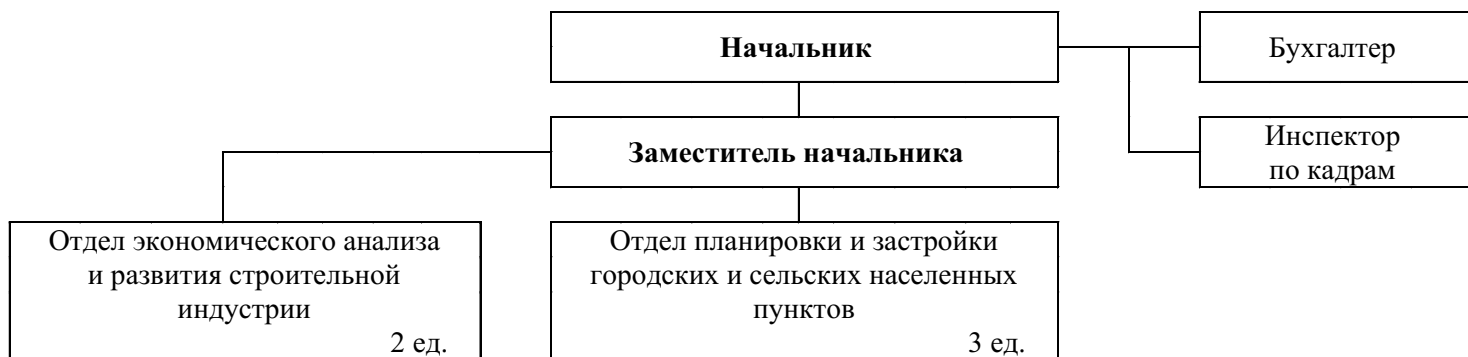 Начальник
Бухгалтер
Заместитель начальника
Инспектор
по кадрам
Отдел экономического анализа
и развития строительной
индустрии
2 ед.
Отдел планировки и застройки
городских и сельских населенных
пунктов
3 ед.